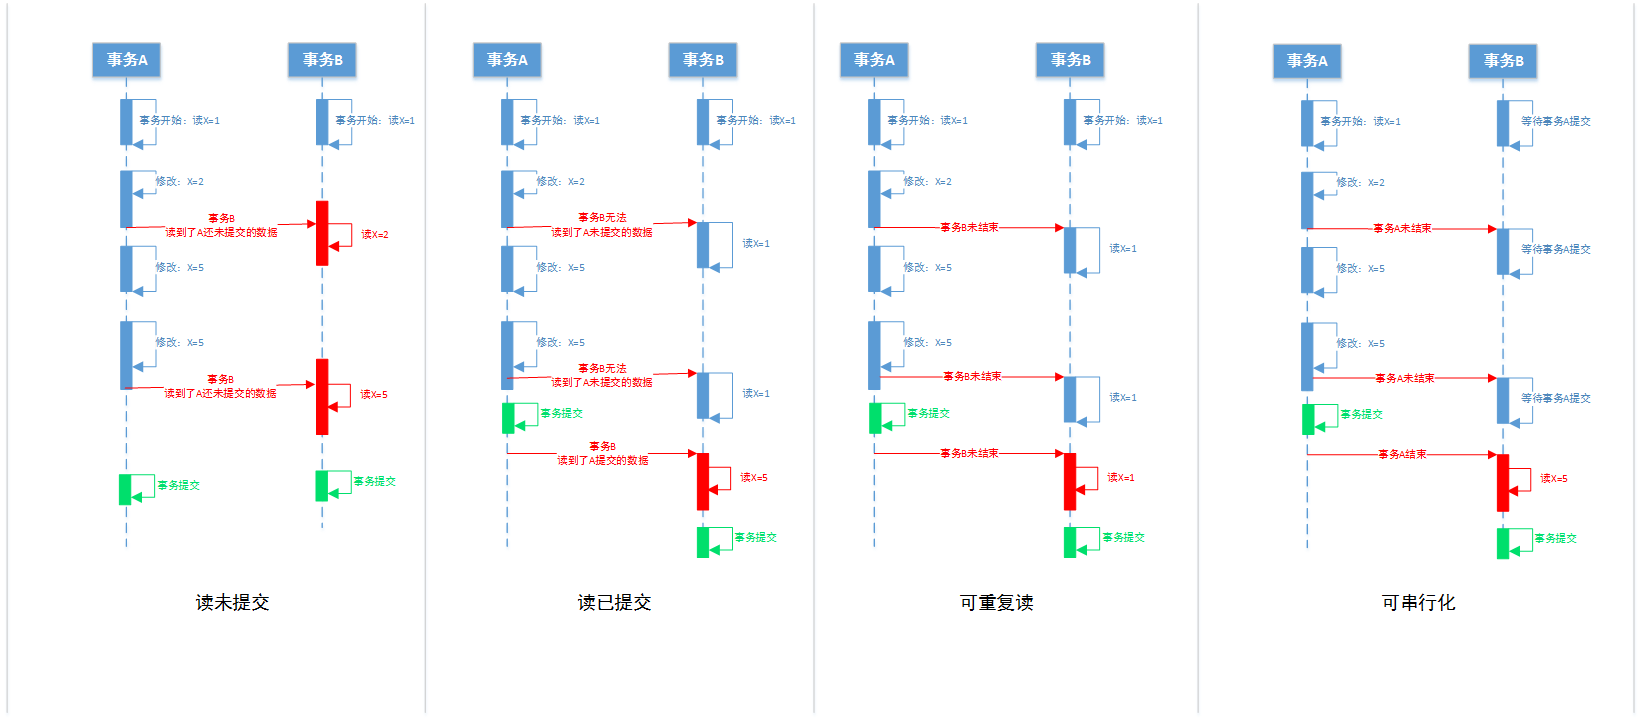 事务A
事务B
事务开始：读X=1
事务开始：读X=1
修改：X=2
事务B
读到了A还未提交的数据
读X=2
修改：X=5
修改：X=5
事务B
读到了A还未提交的数据
读X=5
事务提交
事务提交
读未提交
事务A
事务B
事务开始：读X=1
事务开始：读X=1
修改：X=2
事务B无法
读到了A未提交的数据
读X=1
修改：X=5
修改：X=5
事务B无法
读到了A未提交的数据
读X=1
事务提交
事务B
读到了A提交的数据
读X=5
事务提交
读已提交
事务A
事务B
事务开始：读X=1
事务开始：读X=1
修改：X=2
事务B未结束
读X=1
修改：X=5
修改：X=5
事务B未结束
读X=1
事务提交
事务B未结束
读X=1
事务提交
可重复读
事务A
事务B
事务开始：读X=1
等待事务A提交
修改：X=2
事务A未结束
等待事务A提交
修改：X=5
修改：X=5
事务A未结束
等待事务A提交
事务提交
事务A结束
读X=5
事务提交
可串行化